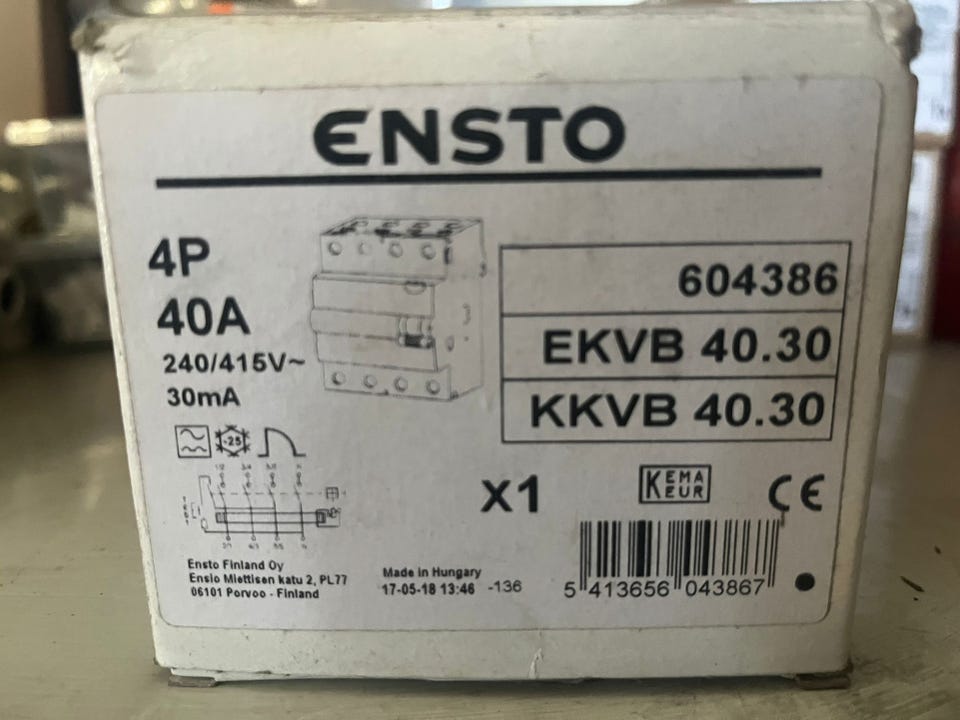 ENSTO
4P
40A
240/415V~
30mA
604386
EKVB 40.30
KKVB 40.30
-25
X1
KEMA
EUR
CE
Ensto Finland Oy
Ensio Miettisen katu 2, PL77
06101 Porvoo - Finland
Made in Hungary
17-05-18 13:46 -136
5 413656 043867